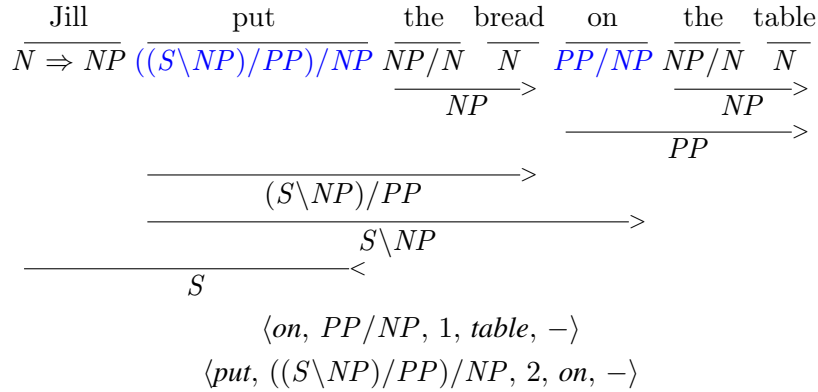 Jill put the bread on the table
N ⇒ NP ((S\NP)/PP)/NP NP/N N PP/NP NP/N N
> >
NP NP
>
PP
>
(S\NP)/PP
>
S\NP
<
S
⟨on, PP/NP, 1, table, −⟩
⟨put, ((S\NP)/PP)/NP, 2, on, −⟩